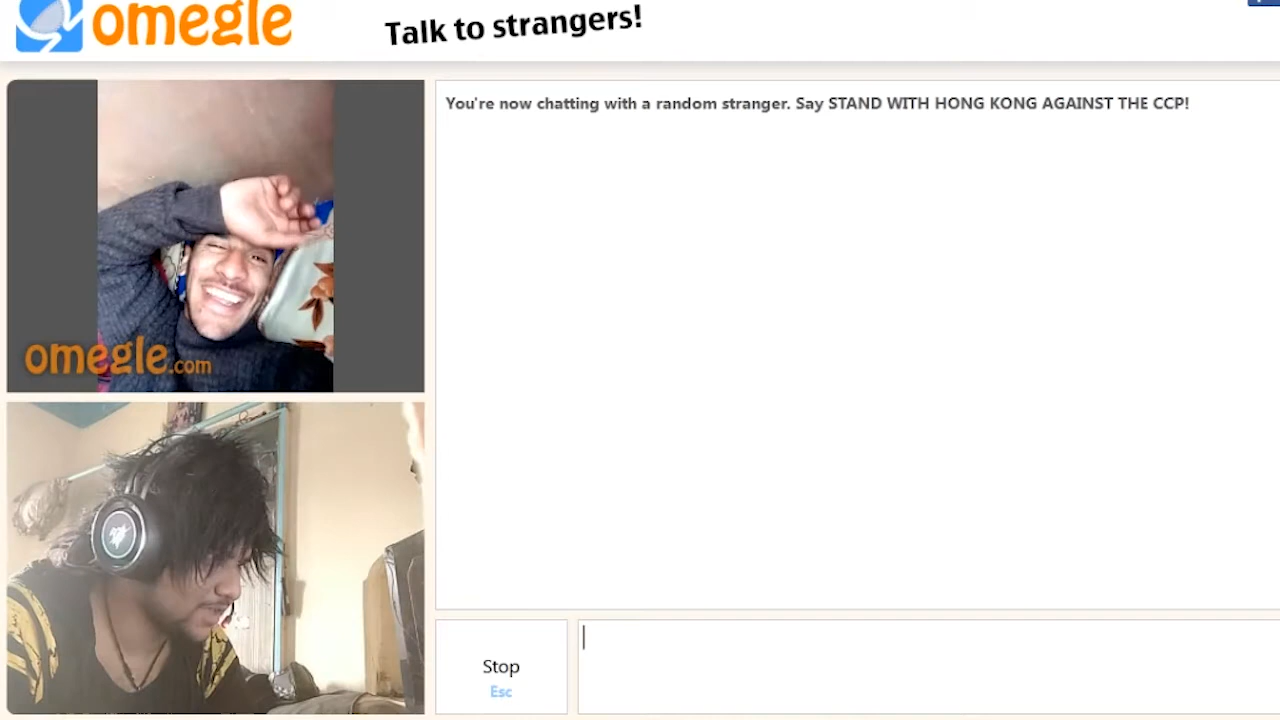 omegle
Talk to strangers!
You're now chatting with a random stranger. Say STAND WITH HONG KONG AGAINST THE CCP!
omegle.com
Stop
Esc